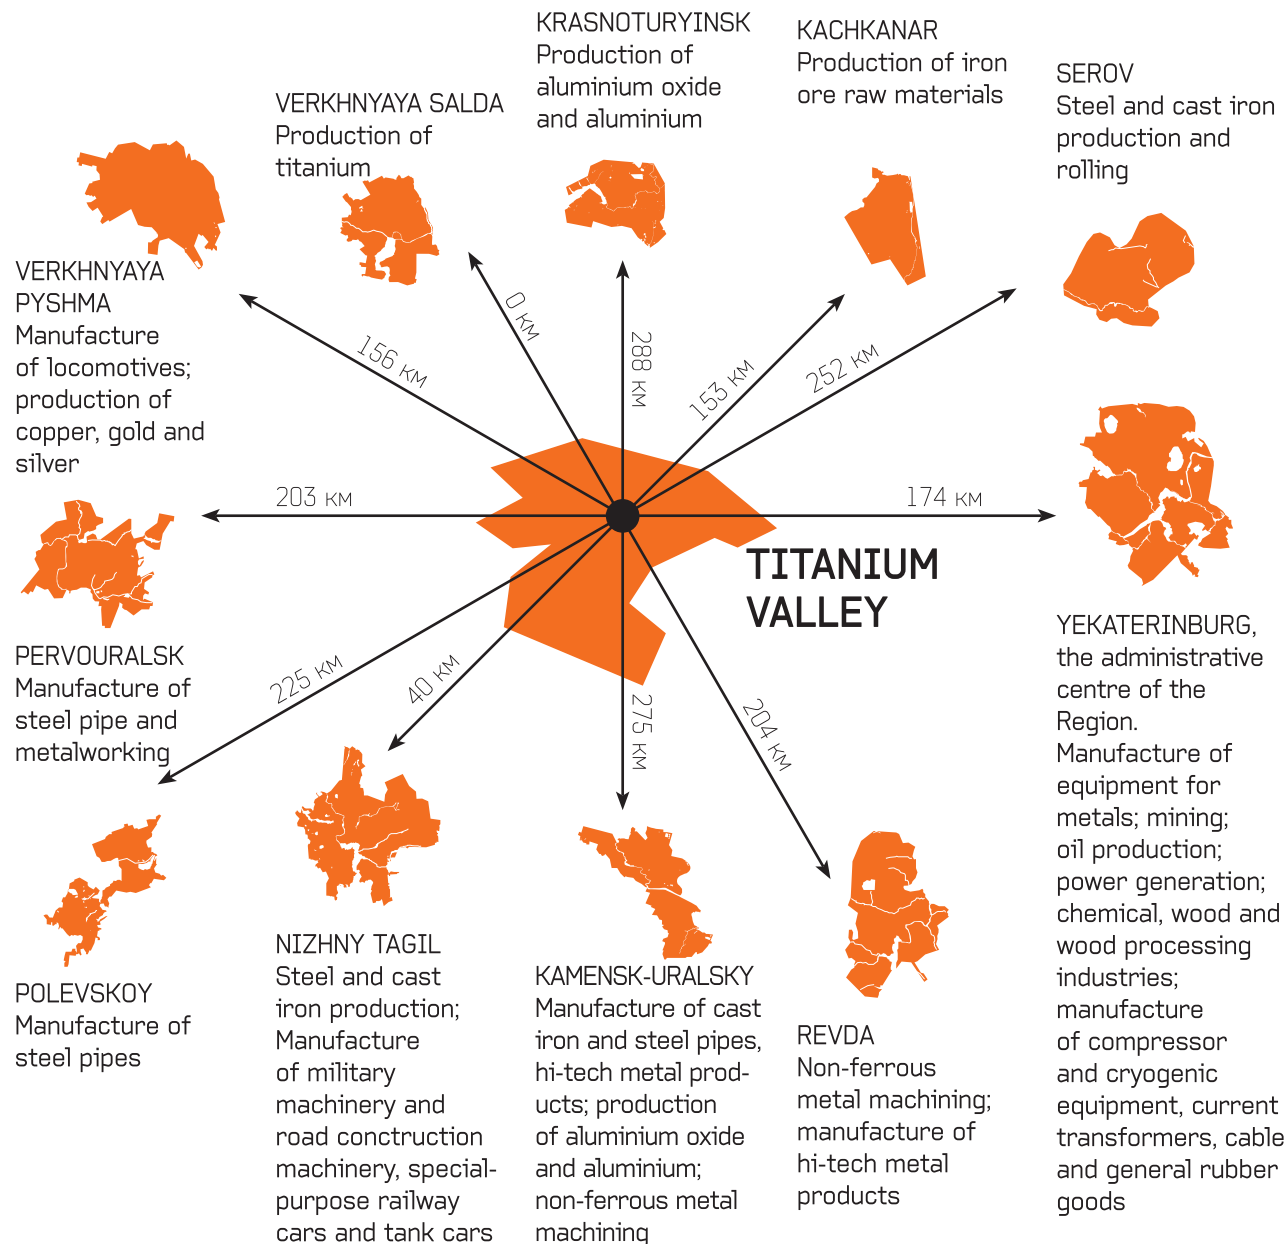 KRASNOTURYINSK
Production of
aluminium oxide
and aluminium
KACHKANAR
Production of iron
ore raw materials
SEROV
Steel and cast iron
production and
rolling
VERKHNYAYA SALDA
Production of
titanium
VERKHNYAYA
PYSHMA
Manufacture
of locomotives;
production of
copper, gold and
silver
156 км
0 км
288 км
153 км
252 км
203 км
174 км
TITANIUM
VALLEY
225 км
40 км
275 км
204 км
PERVOURALSK
Manufacture of
steel pipe and
metalworking
YEKATERINBURG,
the administrative
centre of the
Region.
Manufacture of
equipment for
metals; mining;
oil production;
power generation;
chemical, wood and
wood processing
industries;
manufacture
of compressor
and cryogenic
equipment, current
transformers, cable
and general rubber
goods
POLEVSKOY
Manufacture of
steel pipes
NIZHNY TAGIL
Steel and cast
iron production;
Manufacture
of military
machinery and
road conctruction
machinery, special-
purpose railway
cars and tank cars
KAMENSK-URALSKY
Manufacture of cast
iron and steel pipes,
hi-tech metal prod-
ucts; production
of aluminium oxide
and aluminium;
non-ferrous metal
machining
REVDA
Non-ferrous
metal machining;
manufacture of
hi-tech metal
products